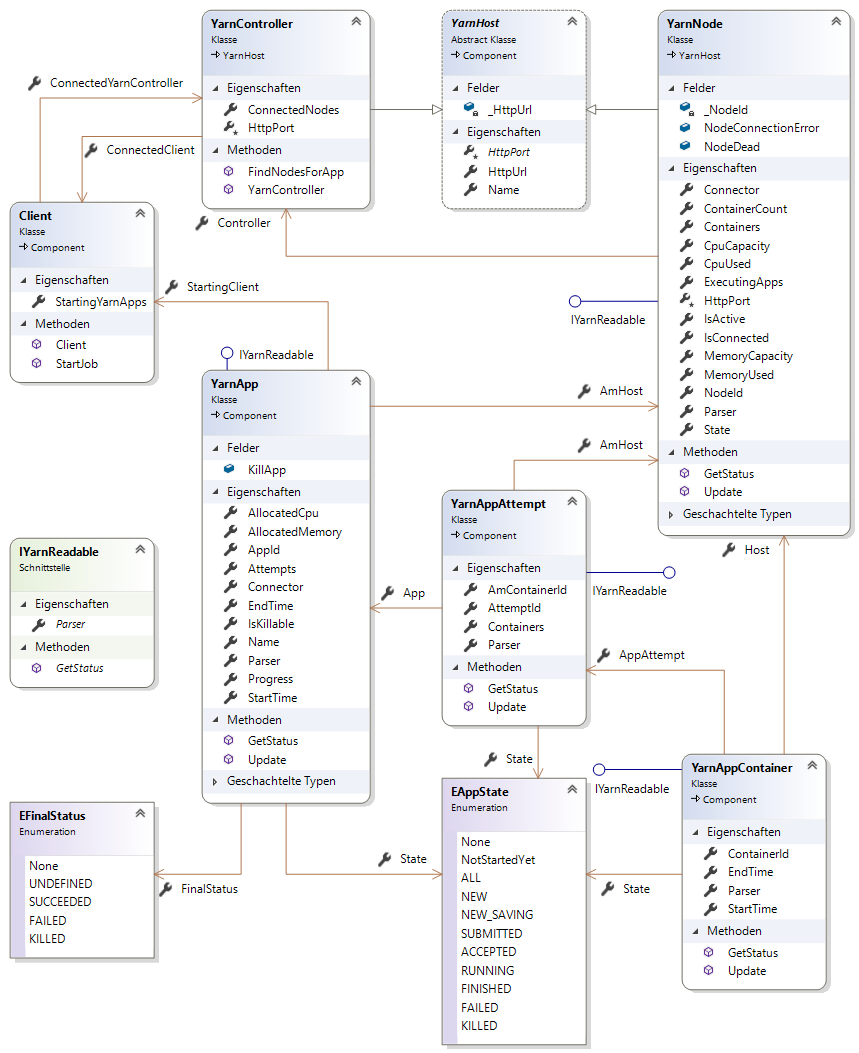 YarnController
Klasse
YarnHost
Eigenschaften
ConnectedNodes
HttpPort
Methoden
FindNodesForApp
YarnController
YarnHost
Abstract Klasse
Component
Felder
_HttpUrl
Eigenschaften
HttpPort
HttpUrl
Name
YarnNode
Klasse
YarnHost
Felder
_NodeId
NodeConnectionError
NodeDead
Eigenschaften
Connector
ContainerCount
Containers
CpuCapacity
CpuUsed
ExecutingApps
HttpPort
IsActive
IsConnected
MemoryCapacity
MemoryUsed
NodeId
Parser
State
Methoden
GetStatus
Update
Geschachtelte Typen
ConnectedYarnController
ConnectedClient
Controller
Client
Klasse
Component
Eigenschaften
StartingYarnApps
Methoden
Client
StartJob
StartingClient
IYarnReadable
IYarnReadable
YarnApp
Klasse
Component
Felder
KillApp
Eigenschaften
AllocatedCpu
AllocatedMemory
AppId
Attempts
Connector
EndTime
IsKillable
Name
Parser
Progress
StartTime
Methoden
GetStatus
Update
Geschachtelte Typen
AmHost
AmHost
YarnAppAttempt
Klasse
Component
Eigenschaften
AmContainerId
AttemptId
Containers
Parser
Methoden
GetStatus
Update
IYarnReadable
Host
App
AppAttempt
IYarnReadable
Schnittstelle
Eigenschaften
Parser
Methoden
GetStatus
State
IYarnReadable
YarnAppContainer
Klasse
Component
Eigenschaften
ContainerId
EndTime
Parser
StartTime
Methoden
GetStatus
Update
EFinalStatus
Enumeration
None
UNDEFINED
SUCCEEDED
FAILED
KILLED
FinalStatus
State
State
EAppState
Enumeration
None
NotStartedYet
ALL
NEW
NEW_SAVING
SUBMITTED
ACCEPTED
RUNNING
FINISHED
FAILED
KILLED